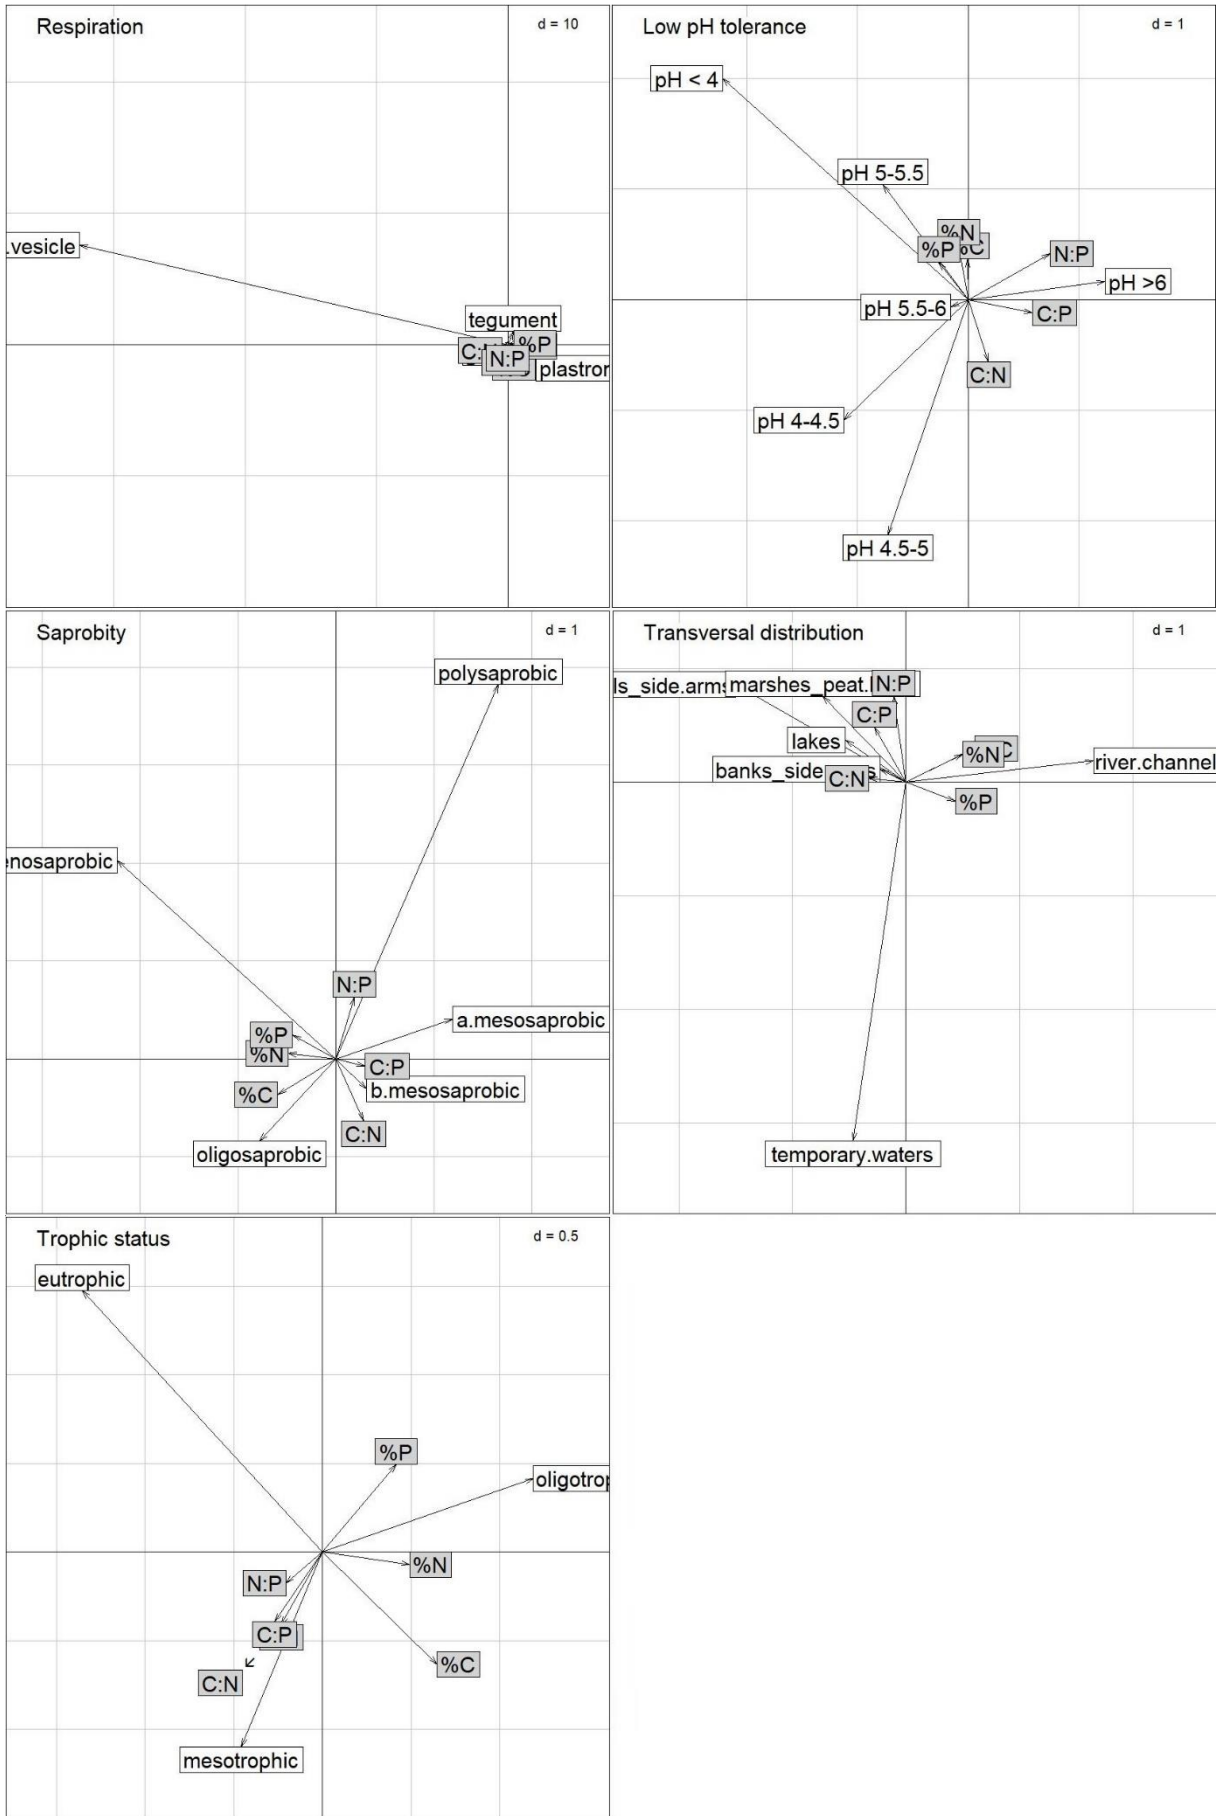 Respiration
d = 10
.vesicle
tegument
%P
N:P
plastron
Low pH tolerance
d = 1
pH < 4
pH 5-5.5
%N
%P
N:P
pH >6
pH 5.5-6
C:P
C:N
pH 4-4.5
pH 4.5-5
Saprobity
d = 1
polysaprobic
enosaprobic
N:P
a.mesosaprobic
%P
%N
C:P
%C
b.mesosaprobic
C:N
oligosaprobic
Transversal distribution
d = 1
ls_side.arms
marshes_peat.
N:P
C:P
lakes
%N
C
river.channel
banks_side
s
C:N
%P
temporary.waters
Trophic status
d = 0.5
eutrophic
%P
oligotrop
%N
N:P
C:P
%C
C:N
mesotrophic